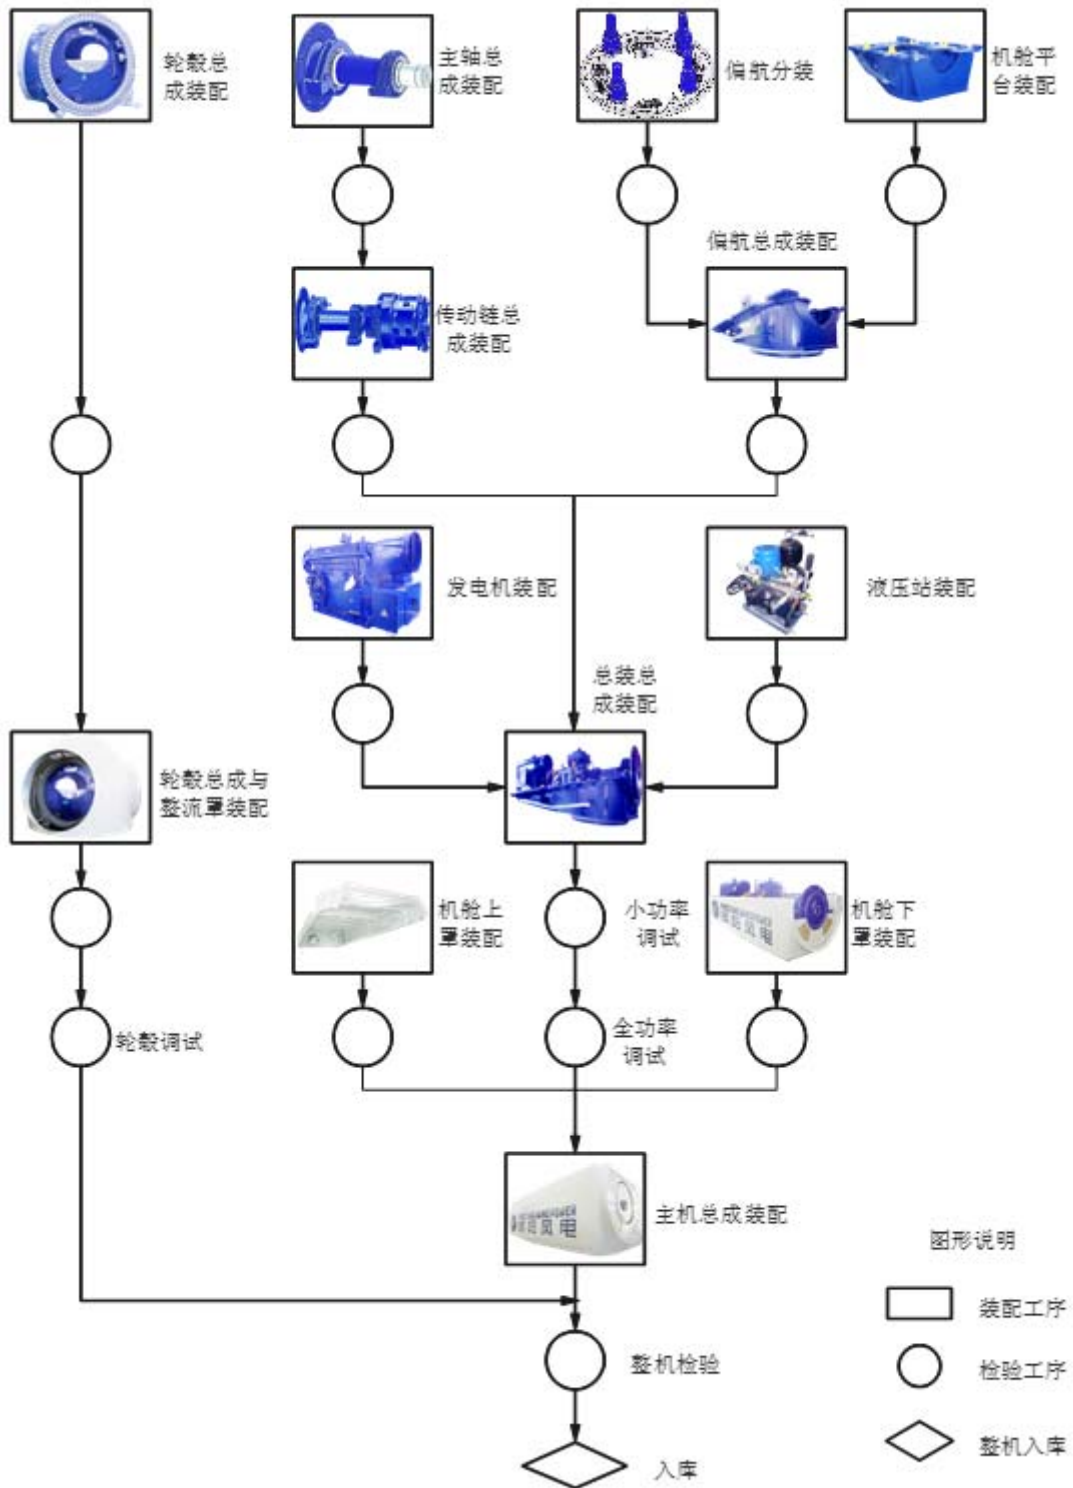 轮毂总
成装配
主轴总
成装配
偏航分装
机舱平
台装配
偏航总成装配
传动链总
成装配
发电机装配
液压站装配
总装总
成装配
轮毂总成与
整流罩装配
机舱上
罩装配
小功率
调试
机舱下
罩装配
轮毂调试
全功率
调试
主机总成装配
图形说明
装配工序
整机检验
检验工序
整机入库
入库